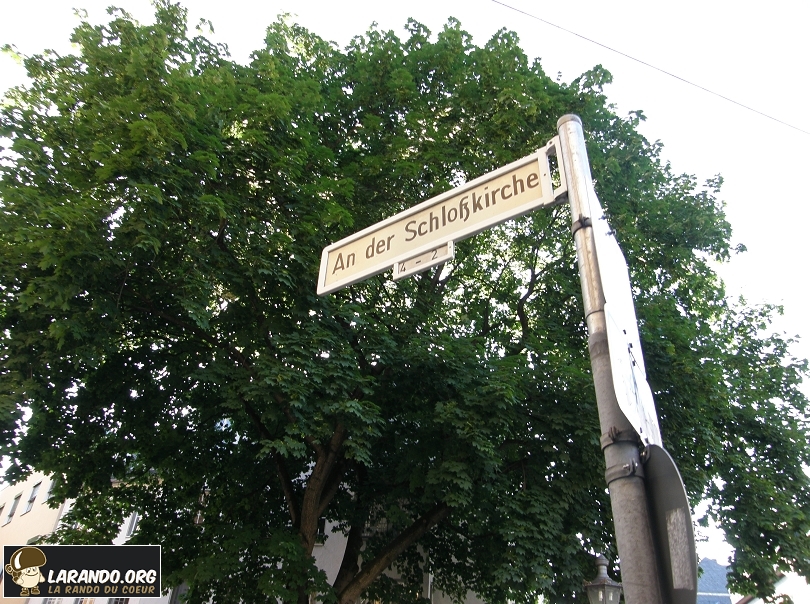 An der Schloßkirche
4 - 2
LARANDO.ORG
LA RANDO DU COEUR